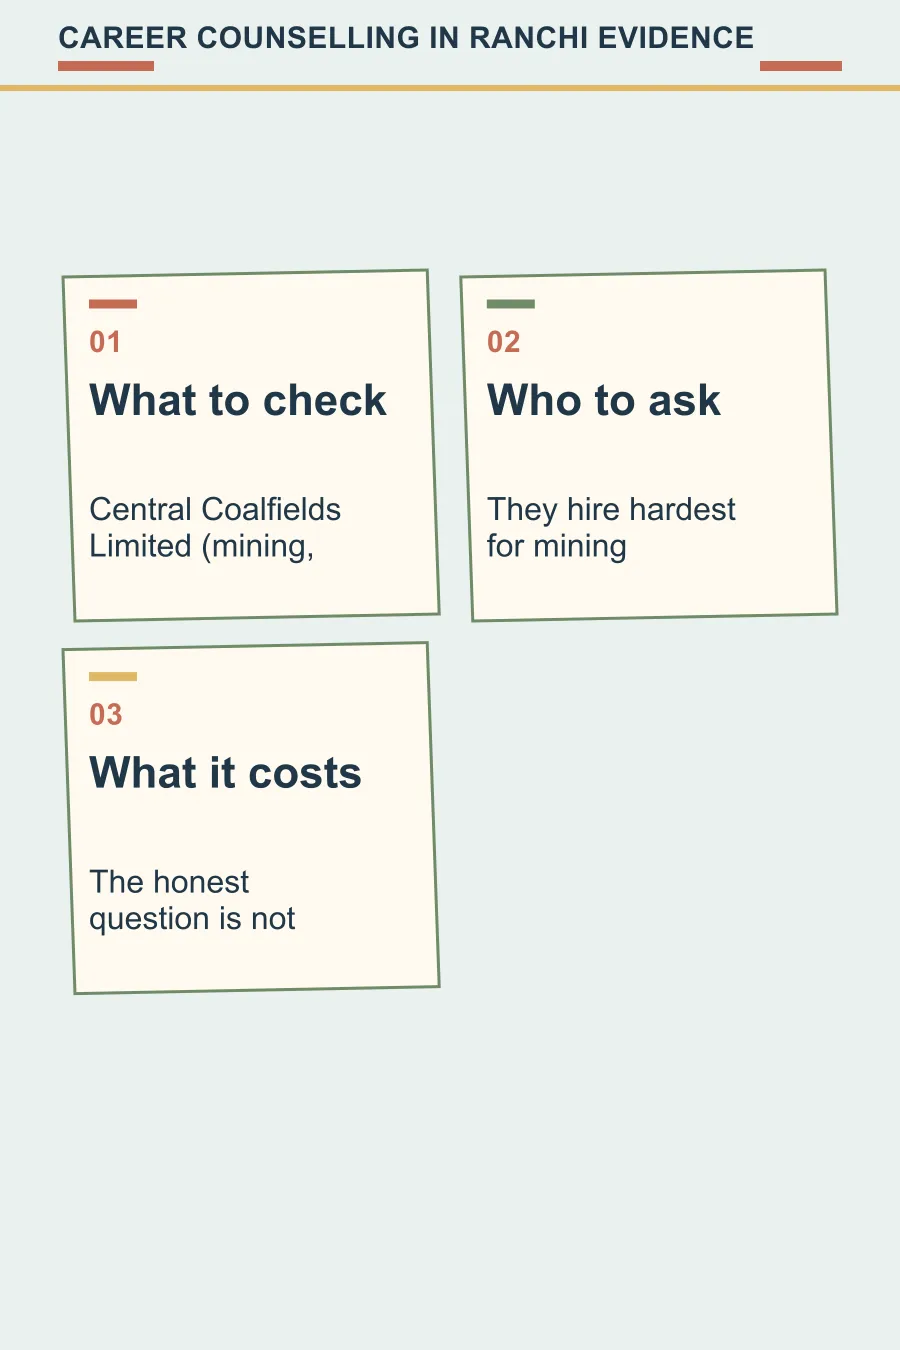 CAREER COUNSELLING IN RANCHI EVIDENCE
01
What to check
Central Coalfields
Limited (mining,
02
Who to ask
They hire hardest
for mining
03
What it costs
The honest
question is not